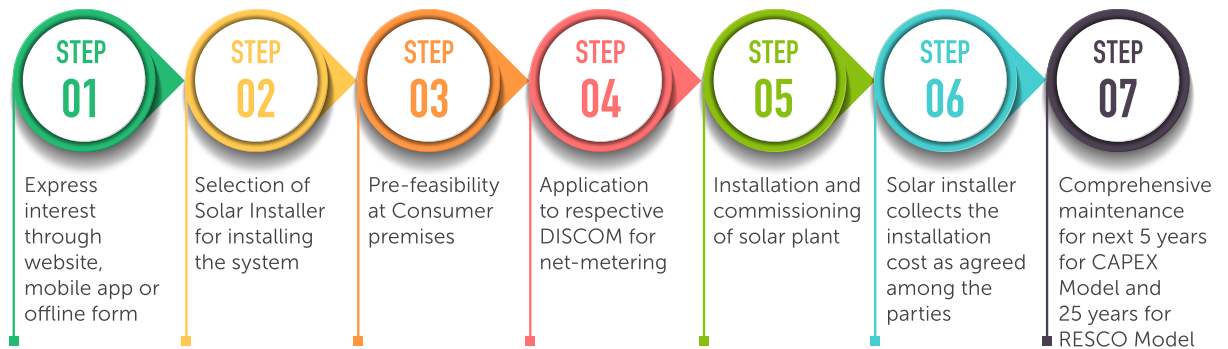 STEP
01
Express
interest
through
website,
mobile app or
offline form
STEP
02
Selection of
Solar Installer
for installing
the system
STEP
03
Pre-feasibility
at Consumer
premises
STEP
04
Application
to respective
DISCOM for
net-metering
STEP
05
Installation and
commissioning
of solar plant
STEP
06
Solar installer
collects the
installation
cost as agreed
among the
parties
STEP
07
Comprehensive
maintenance
for next 5 years
for CAPEX
Model and
25 years for
RESCO Model